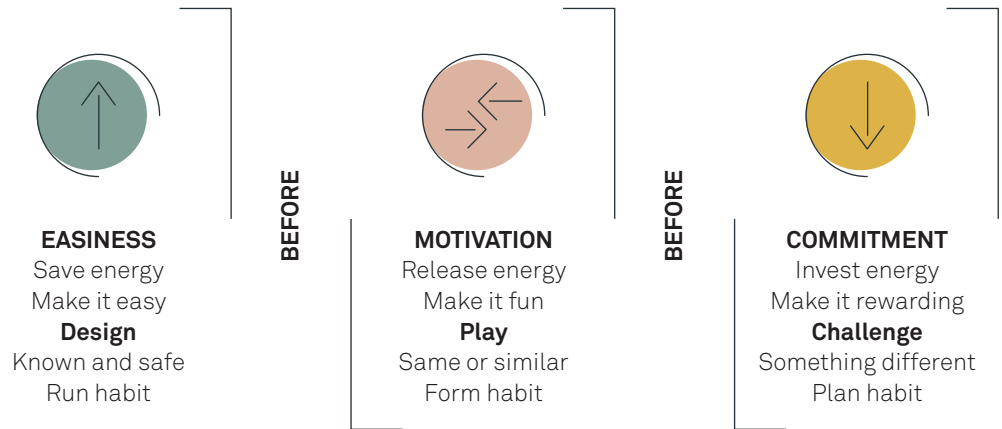 EASINESS
Save energy
Make it easy
Design
Known and safe
Run habit
BEFORE
MOTIVATION
Release energy
Make it fun
Play
Same or similar
Form habit
BEFORE
COMMITMENT
Invest energy
Make it rewarding
Challenge
Something different
Plan habit